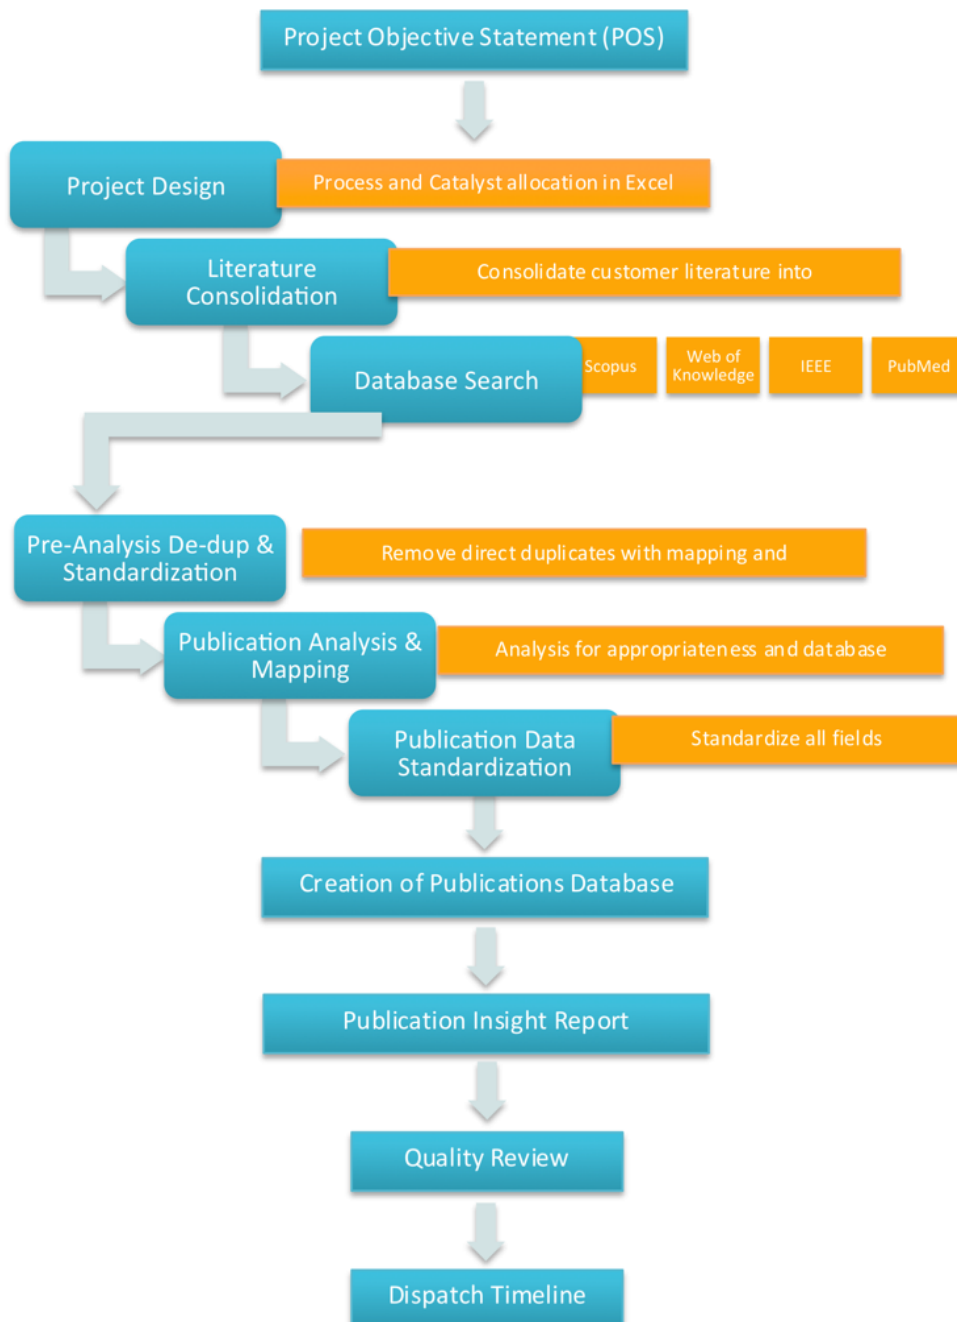 Project Objective Statement (POS)
Project Design
Process and Catalyst allocation in Excel
Literature
Consolidation
Consolidate customer literature into
Database Search
Scopus
Web of
Knowledge
IEEE
PubMed
Pre-Analysis De-dup &
Standardization
Remove direct duplicates with mapping and
Publication Analysis &
Mapping
Analysis for appropriateness and database
Publication Data
Standardization
Standardize all fields
Creation of Publications Database
Publication Insight Report
Quality Review
Dispatch Timeline